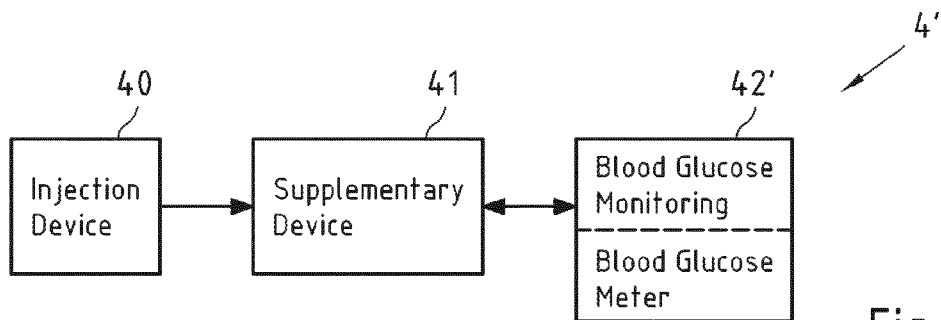 4'
40
41
42'
Injection
Device
Supplementary
Device
Blood Glucose
Monitoring
Blood Glucose
Meter